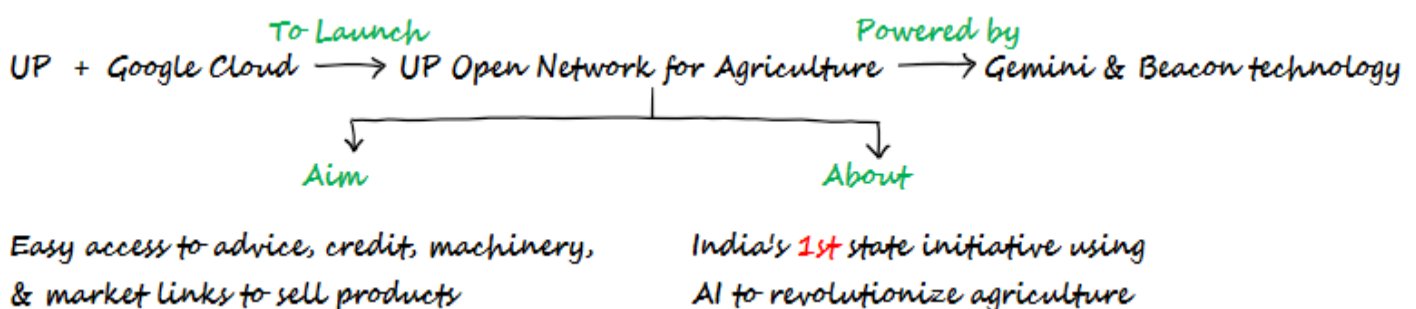 To Launch Powered by
UP + Google Cloud → UP Open Network for Agriculture → Gemini & Beacon technology
Aim About
Easy access to advice, credit, machinery,
& market links to sell products
India's 1st state initiative using
AI to revolutionize agriculture